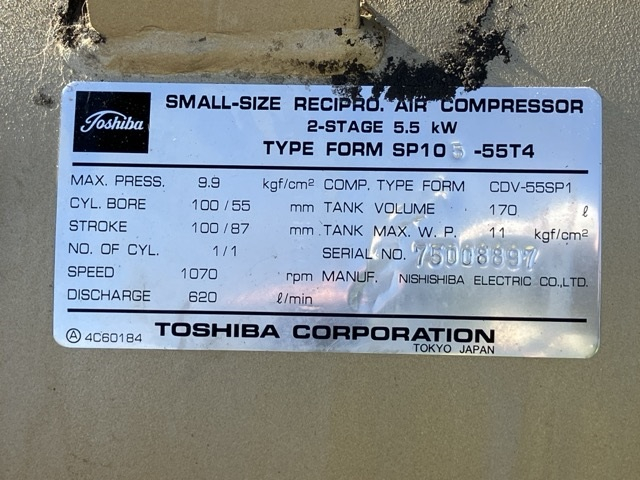 Toshiba
SMALL-SIZE RECIPRO. AIR COMPRESSOR
2-STAGE 5.5 kW
TYPE FORM SP105-55T4
MAX. PRESS. 9.9 kgf/cm² COMP. TYPE FORM CDV-55SP1
CYL. BORE 100/55 mm TANK VOLUME 170 ℓ
STROKE 100/87 mm TANK MAX. W. P. 11 kgf/cm²
NO. OF CYL. 1/1 SERIAL NO. 75008897
SPEED 1070 rpm MANUF. NISHISHIBA ELECTRIC CO.,LTD.
DISCHARGE 620 ℓ/min
Ⓐ 4C60184 TOSHIBA CORPORATION
TOKYO JAPAN